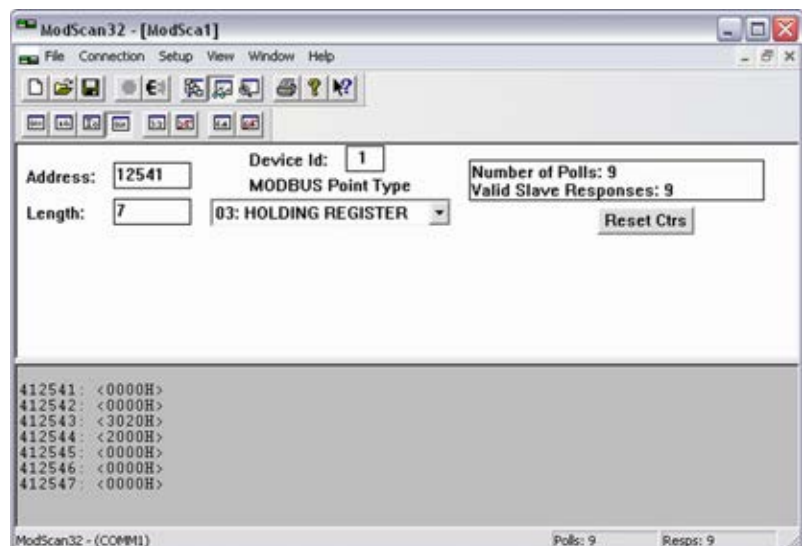 ModScan32 - [ModSca1]
File Connection Setup View Window Help
Address: 12541
Device Id: 1
MODBUS Point Type
Length: 7
03: HOLDING REGISTER
Number of Polls: 9
Valid Slave Responses: 9
Reset Ctrs
412541: <0000H>
412542: <0000H>
412543: <3020H>
412544: <2000H>
412545: <0000H>
412546: <0000H>
412547: <0000H>
ModScan32 - (COMM1)
Polls: 9
Resps: 9